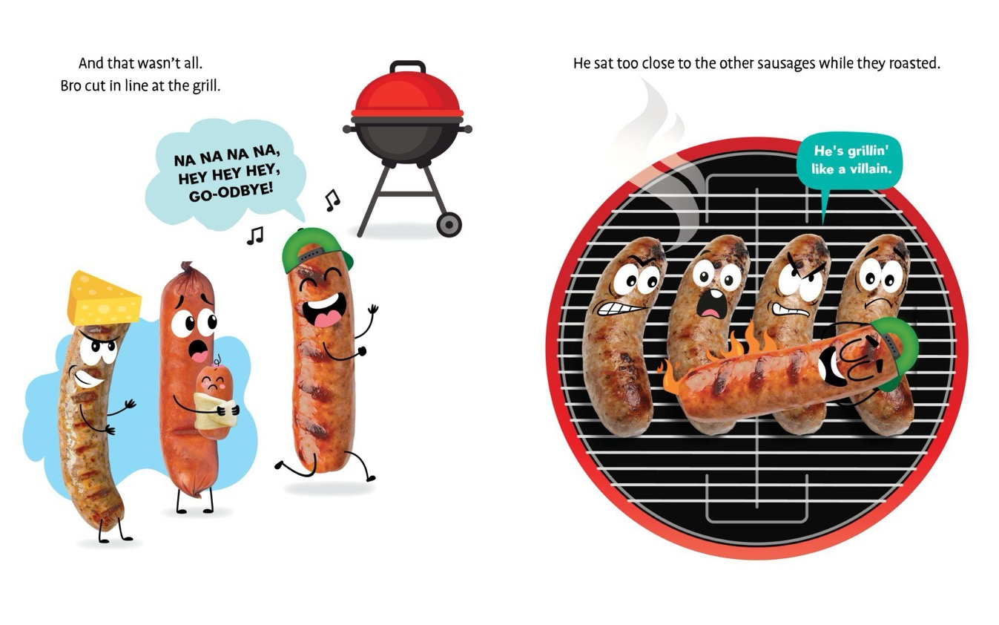 And that wasn't all.
Bro cut in line at the grill.
NA NA NA NA,
HEY HEY HEY,
GO-ODBYE!
He sat too close to the other sausages while they roasted.
He's grillin'
like a villain.